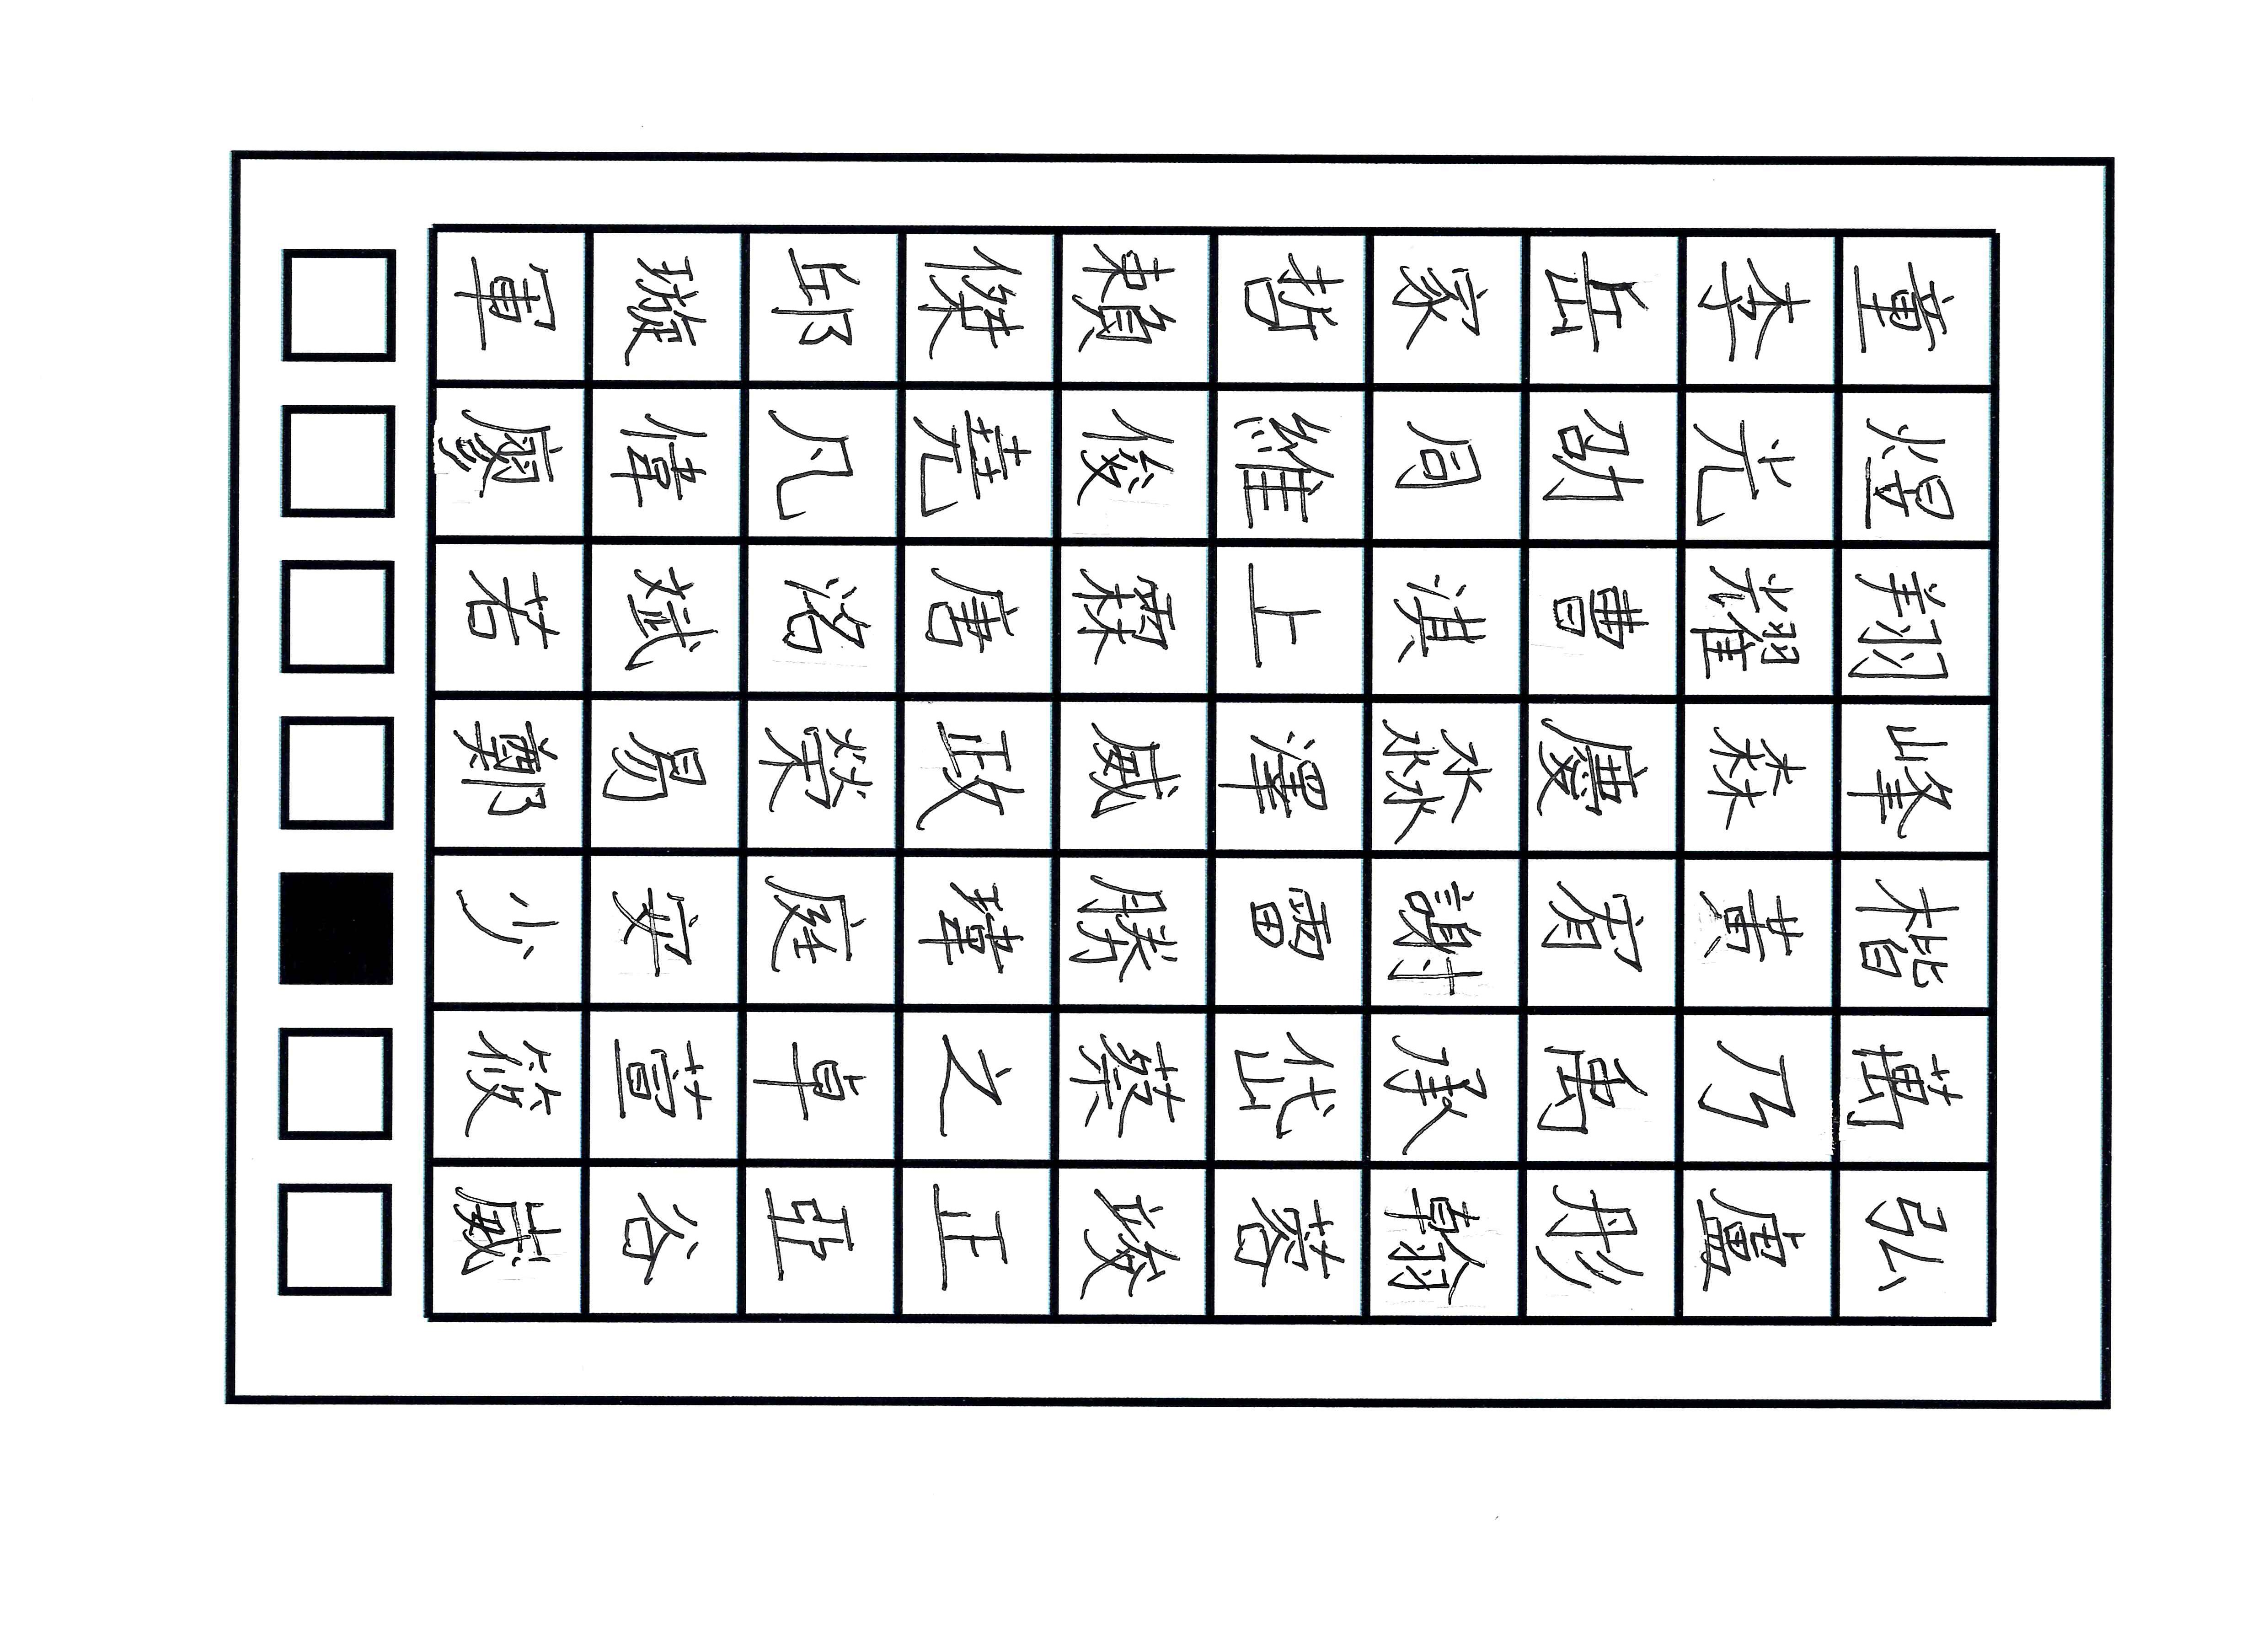 童煜翔峰楷萬弘
李光耀森黃乃盧
岳劭曹慶宥禹彤
家同淇淼謝承翰
哲維上澤雷岱蓉
賴俊霖威勝蔡竣
傑堯唐政瑋之正
邱凡洺榮庭卓亞
璇偉斌易安萱谷
軍廖若鄭少筱崴